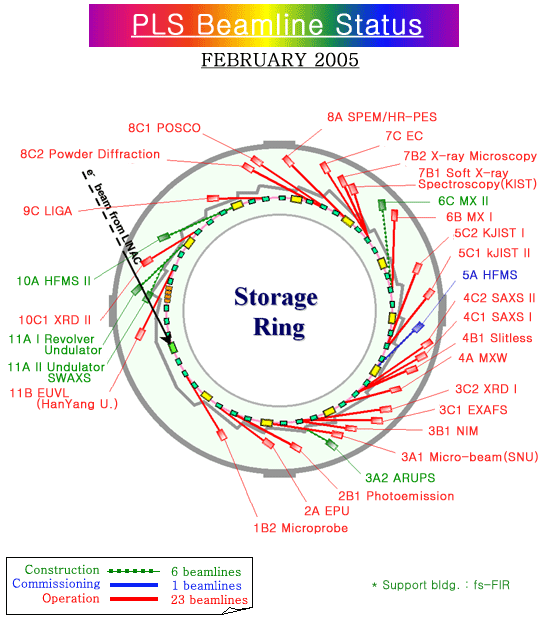 PLS Beamline Status
FEBRUARY 2005
8A SPEM/HR-PES
8C1 POSCO
7C EC
8C2 Powder Diffraction
7B2 X-ray Microscopy
7B1 Soft X-ray
Spectroscopy(KIST)
e⁻ beam from LINAC
9C LIGA
6C MX II
6B MX I
5C2 KJIST I
5C1 kJIST II
10A HFMS II
5A HFMS
Storage
Ring
4C2 SAXS II
10C1 XRD II
4C1 SAXS I
11A I Revolver
Undulator
4B1 Slitless
4A MXW
11A II Undulator
SWAXS
11B EUVL
(HanYang U.)
3C2 XRD I
3C1 EXAFS
3B1 NIM
3A1 Micro-beam(SNU)
3A2 ARUPS
2B1 Photoemission
2A EPU
1B2 Microprobe
Construction 6 beamlines
Commissioning 1 beamlines
Operation 23 beamlines
* Support bldg. : fs-FIR